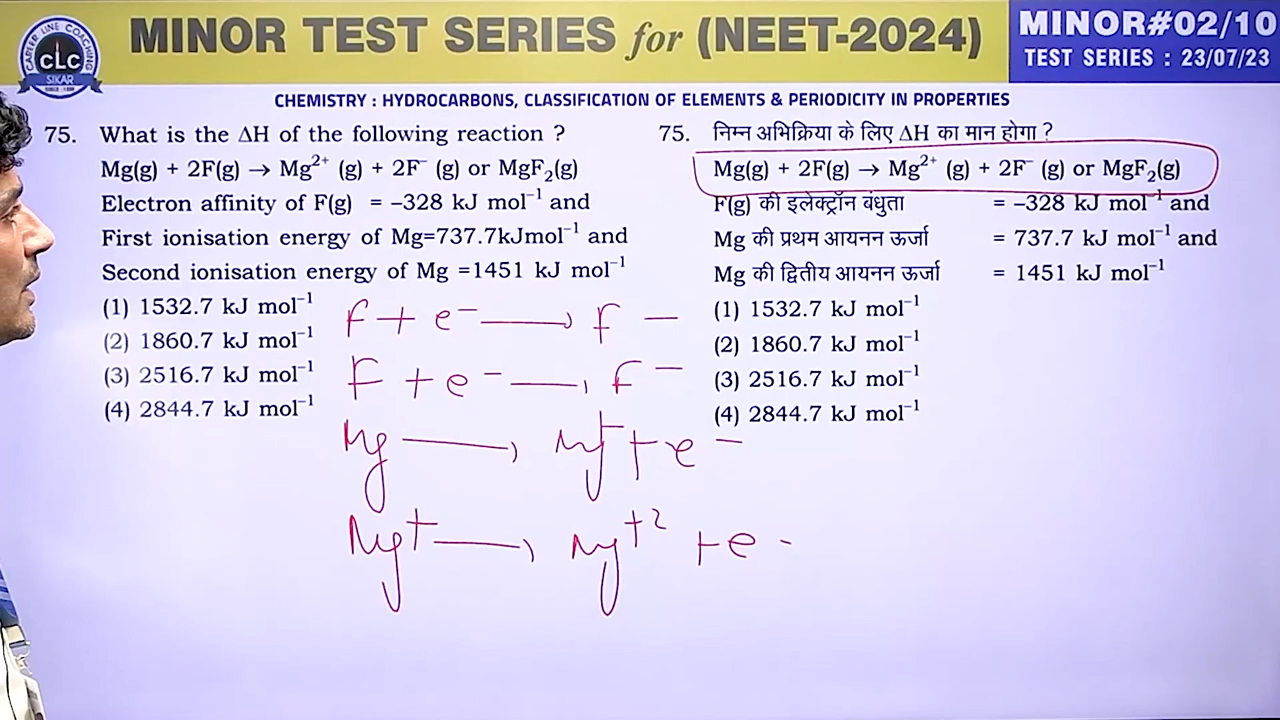 CAREER LINE COACHING
CLC
SIKAR
MINOR TEST SERIES for (NEET-2024)
MINOR#02/10
TEST SERIES : 23/07/23
CHEMISTRY : HYDROCARBONS, CLASSIFICATION OF ELEMENTS & PERIODICITY IN PROPERTIES
75. What is the ΔH of the following reaction ?
Mg(g) + 2F(g) → Mg²⁺ (g) + 2F⁻ (g) or MgF₂(g)
Electron affinity of F(g) = –328 kJ mol⁻¹ and
First ionisation energy of Mg=737.7kJmol⁻¹ and
Second ionisation energy of Mg =1451 kJ mol⁻¹
(1) 1532.7 kJ mol⁻¹
(2) 1860.7 kJ mol⁻¹
(3) 2516.7 kJ mol⁻¹
(4) 2844.7 kJ mol⁻¹
75. निम्न अभिक्रिया के लिए ΔH का मान होगा ?
Mg(g) + 2F(g) → Mg²⁺ (g) + 2F⁻ (g) or MgF₂(g)
F(g) की इलेक्ट्रॉन बंधुता = –328 kJ mol⁻¹ and
Mg की प्रथम आयनन ऊर्जा = 737.7 kJ mol⁻¹ and
Mg की द्वितीय आयनन ऊर्जा = 1451 kJ mol⁻¹
(1) 1532.7 kJ mol⁻¹
(2) 1860.7 kJ mol⁻¹
(3) 2516.7 kJ mol⁻¹
(4) 2844.7 kJ mol⁻¹
F + e⁻ → F⁻
F + e⁻ → F⁻
Mg → Mg⁺ + e⁻
Mg⁺ → Mg⁺² + e⁻